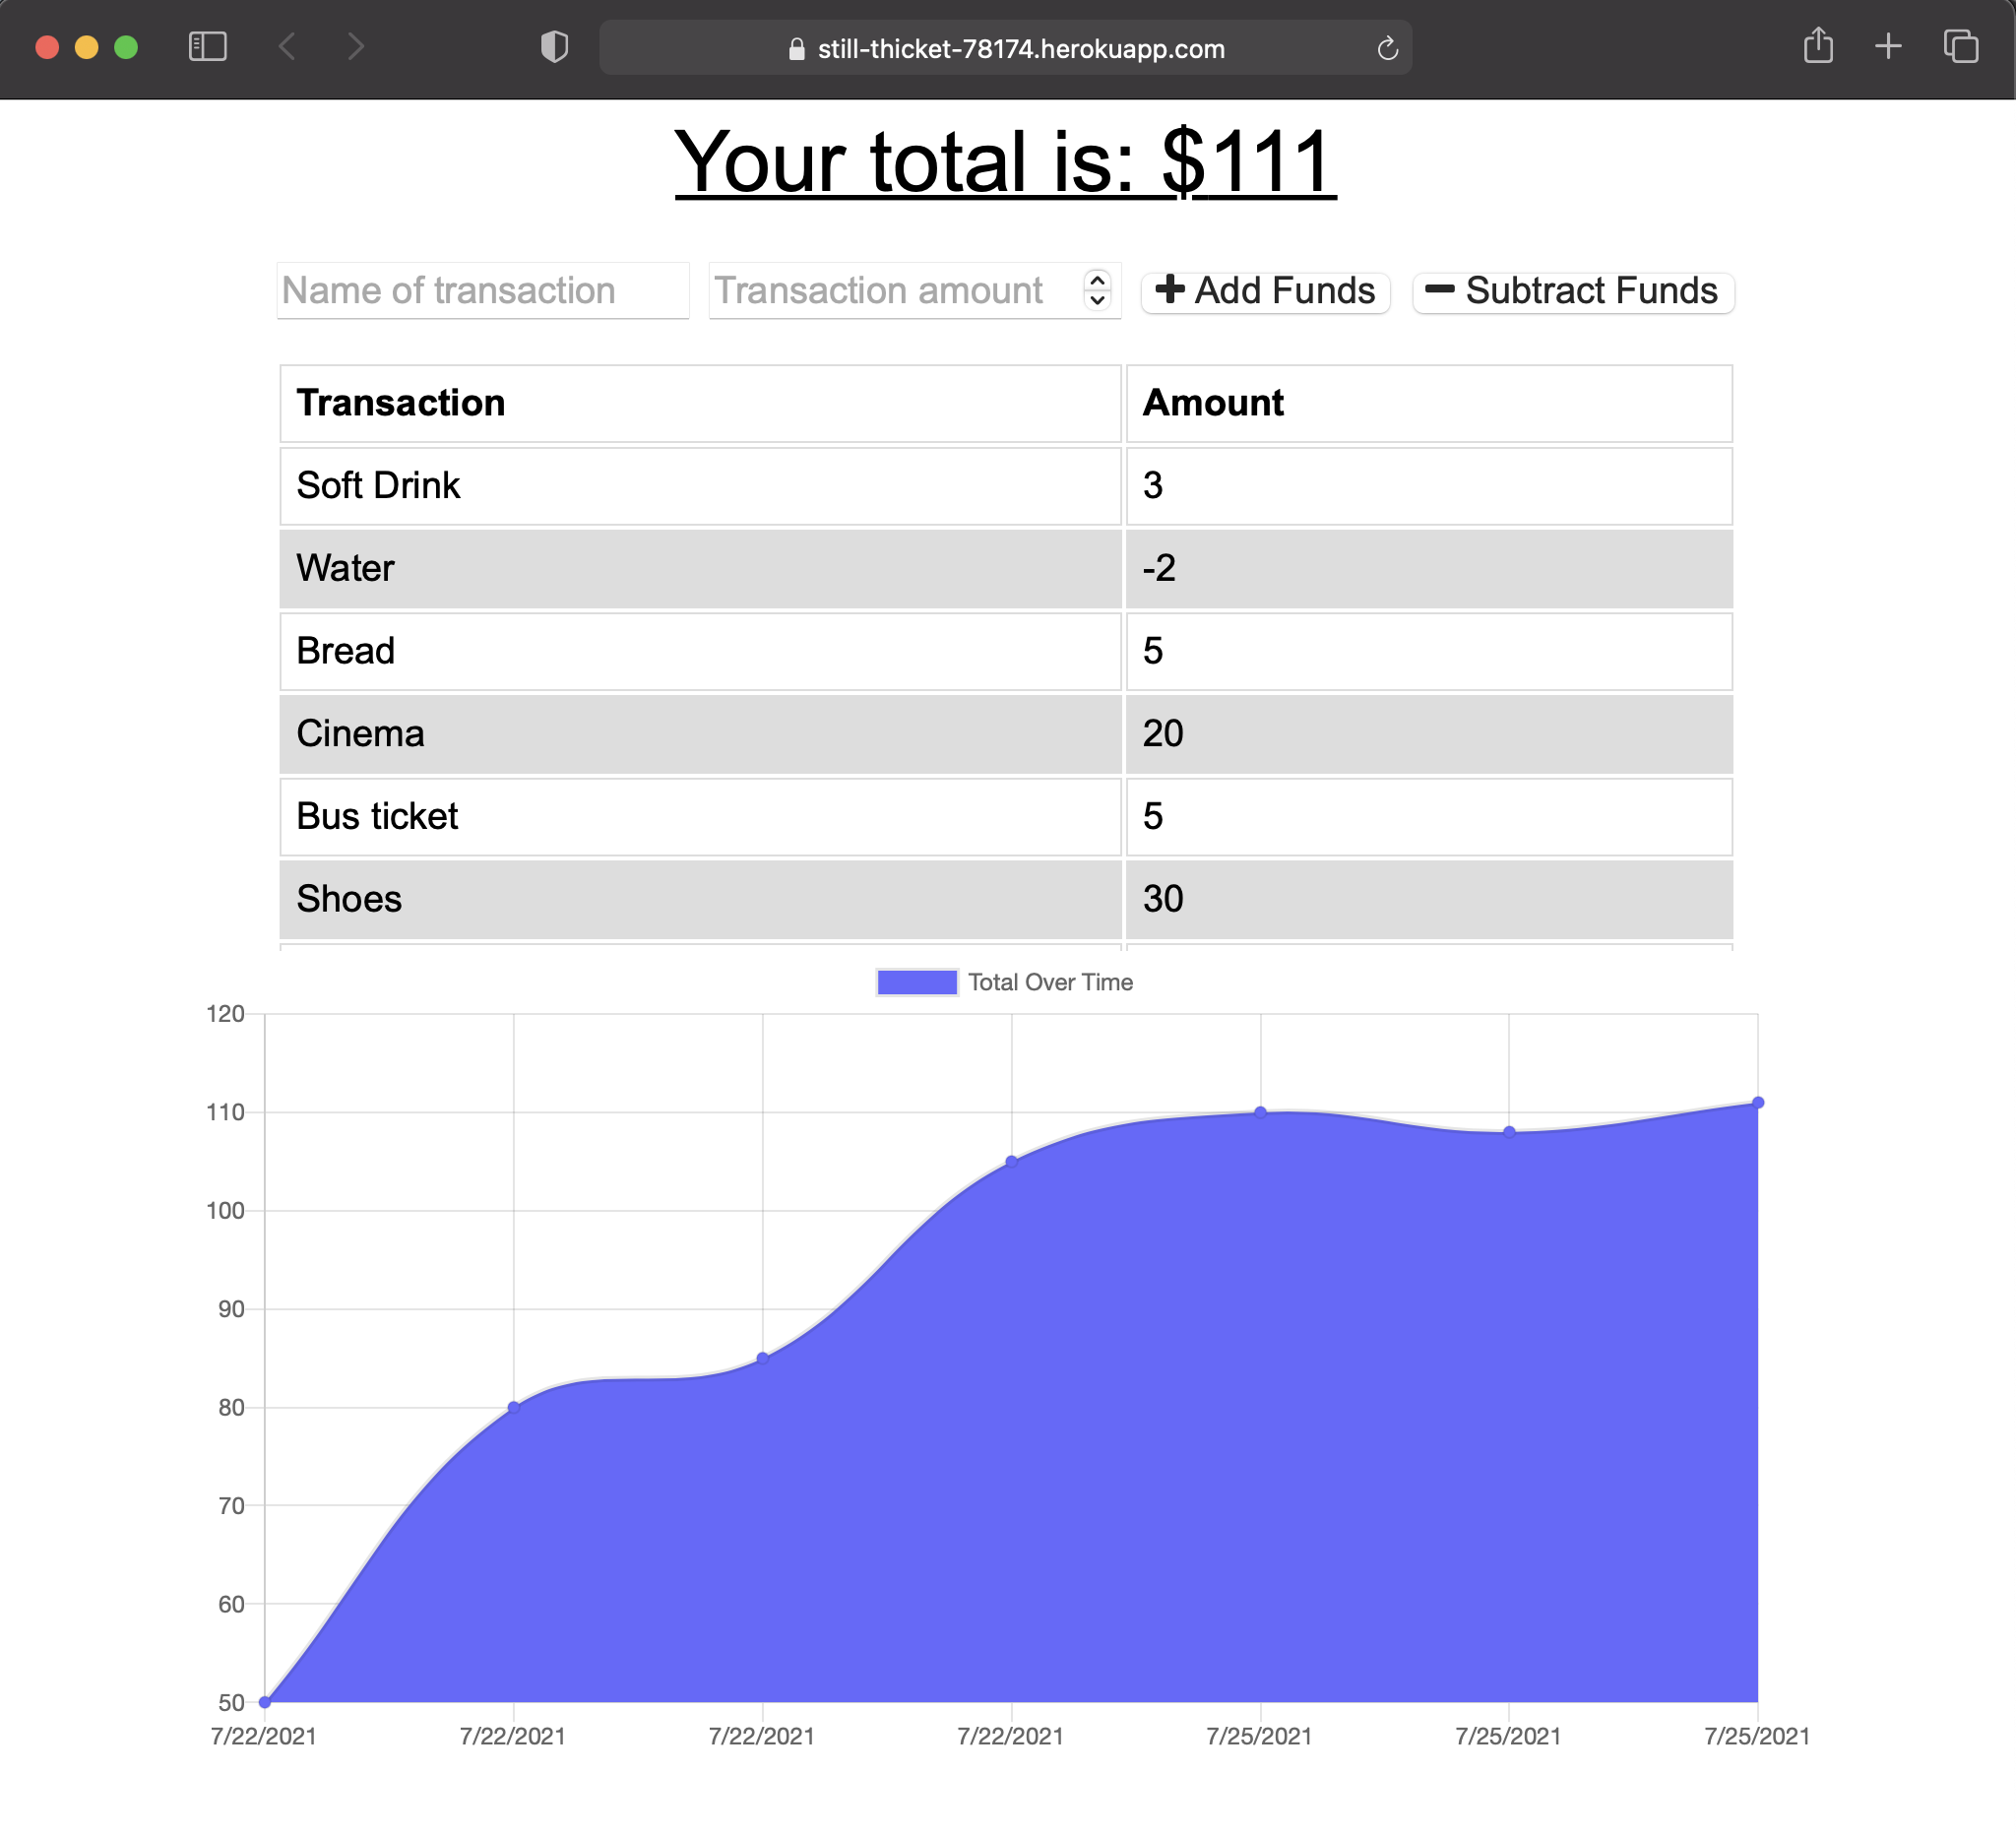 still-thicket-78174.herokuapp.com
Your total is: $111
Name of transaction Transaction amount Add Funds Subtract Funds
Transaction Amount
Soft Drink 3
Water -2
Bread 5
Cinema 20
Bus ticket 5
Shoes 30
Total Over Time
120
110
100
90
80
70
60
50
7/22/2021 7/22/2021 7/22/2021 7/22/2021 7/25/2021 7/25/2021 7/25/2021